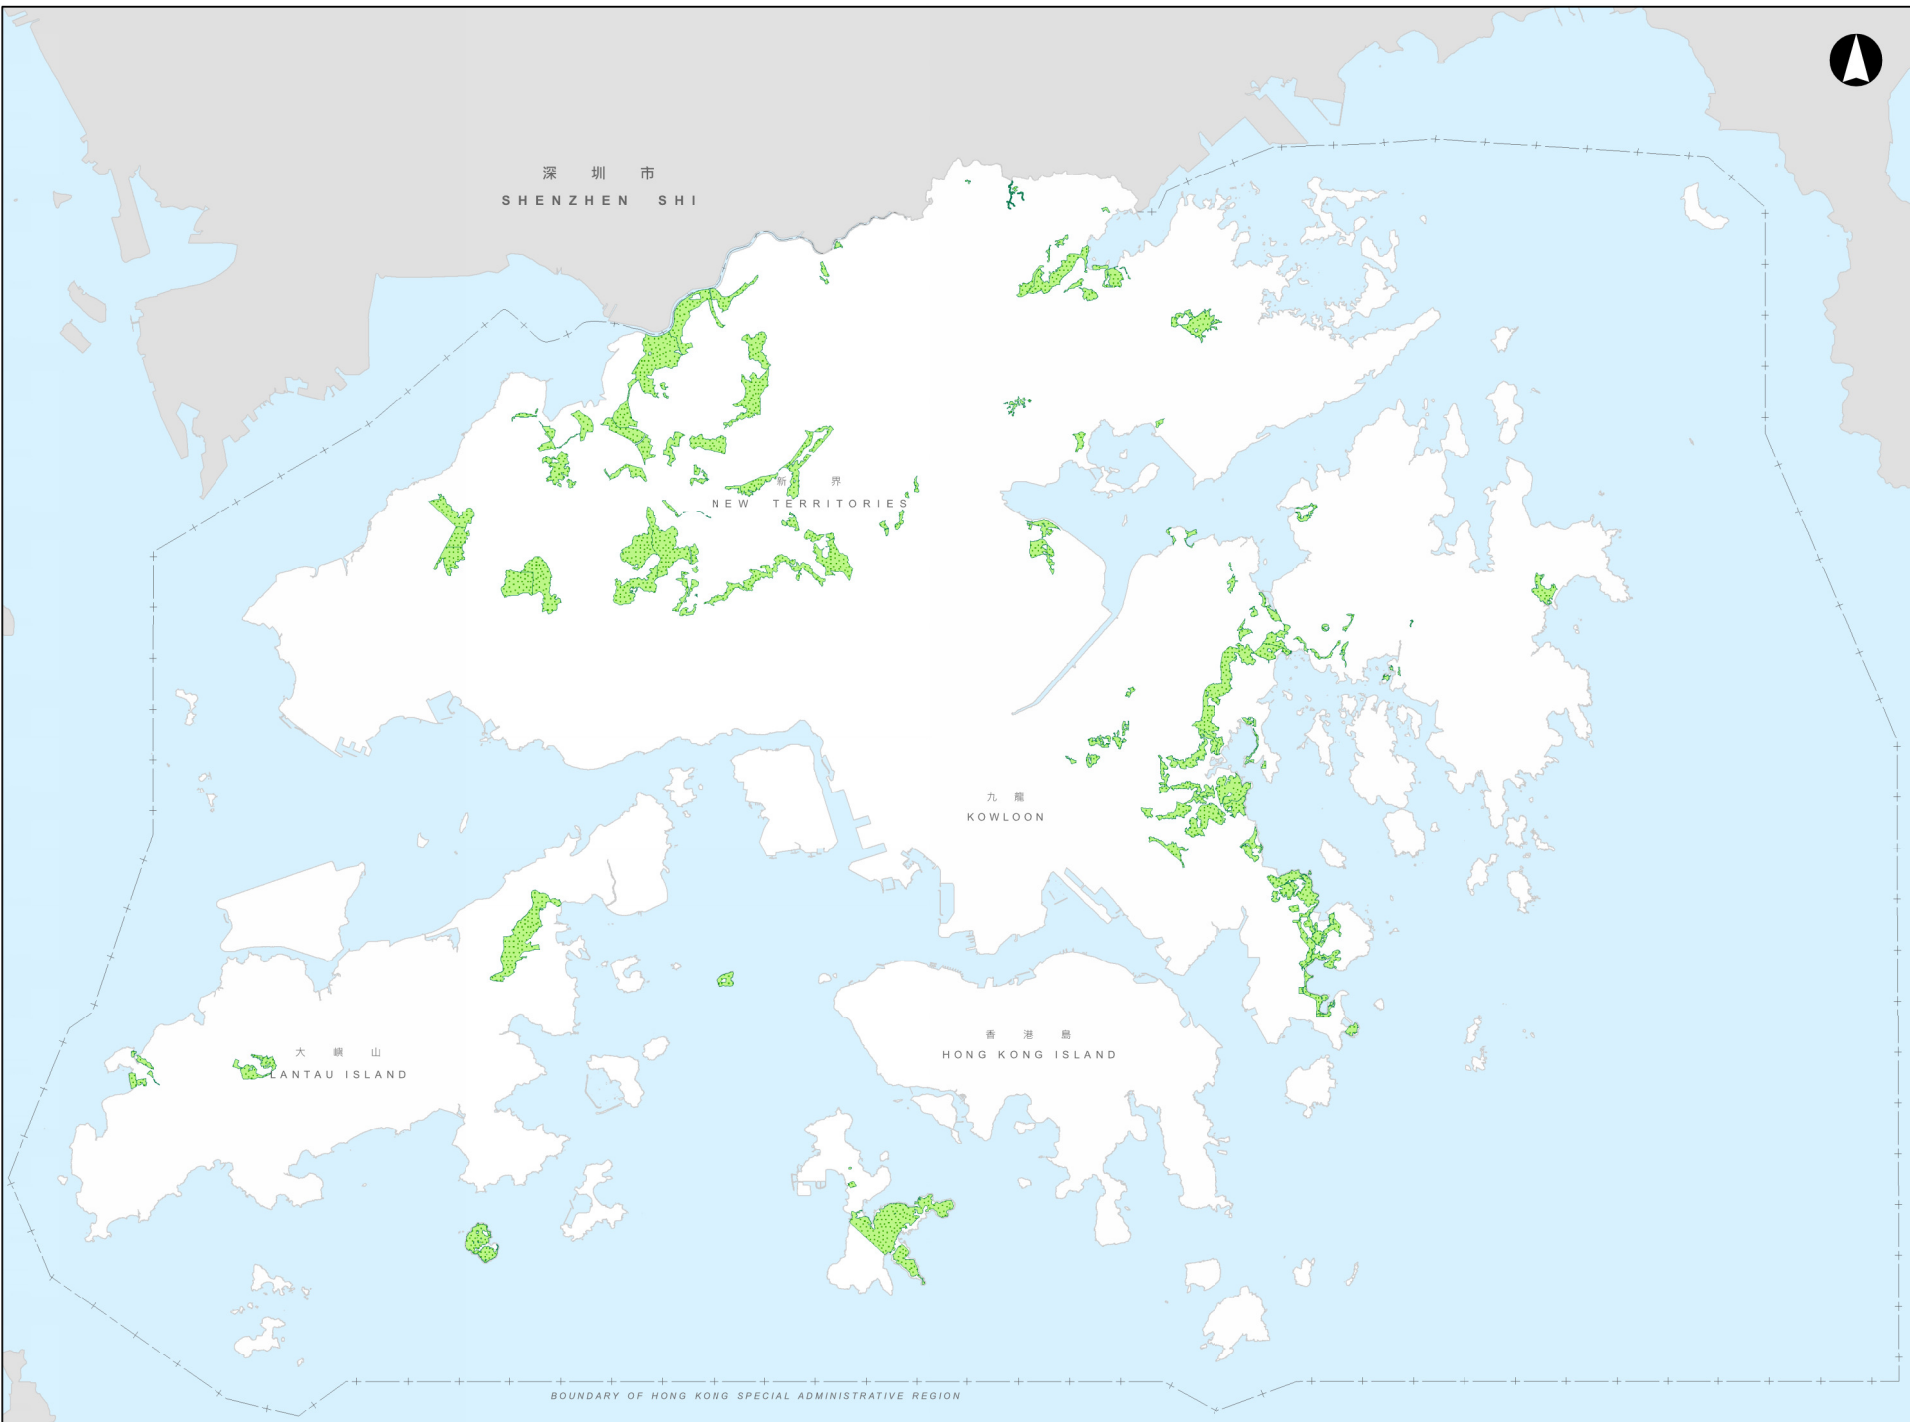 深 圳 市
SHENZHEN SHI
新 界
NEW TERRITORIES
九 龍
KOWLOON
香 港 島
HONG KONG ISLAND
大 嶼 山
LANTAU ISLAND
BOUNDARY OF HONG KONG SPECIAL ADMINISTRATIVE REGION